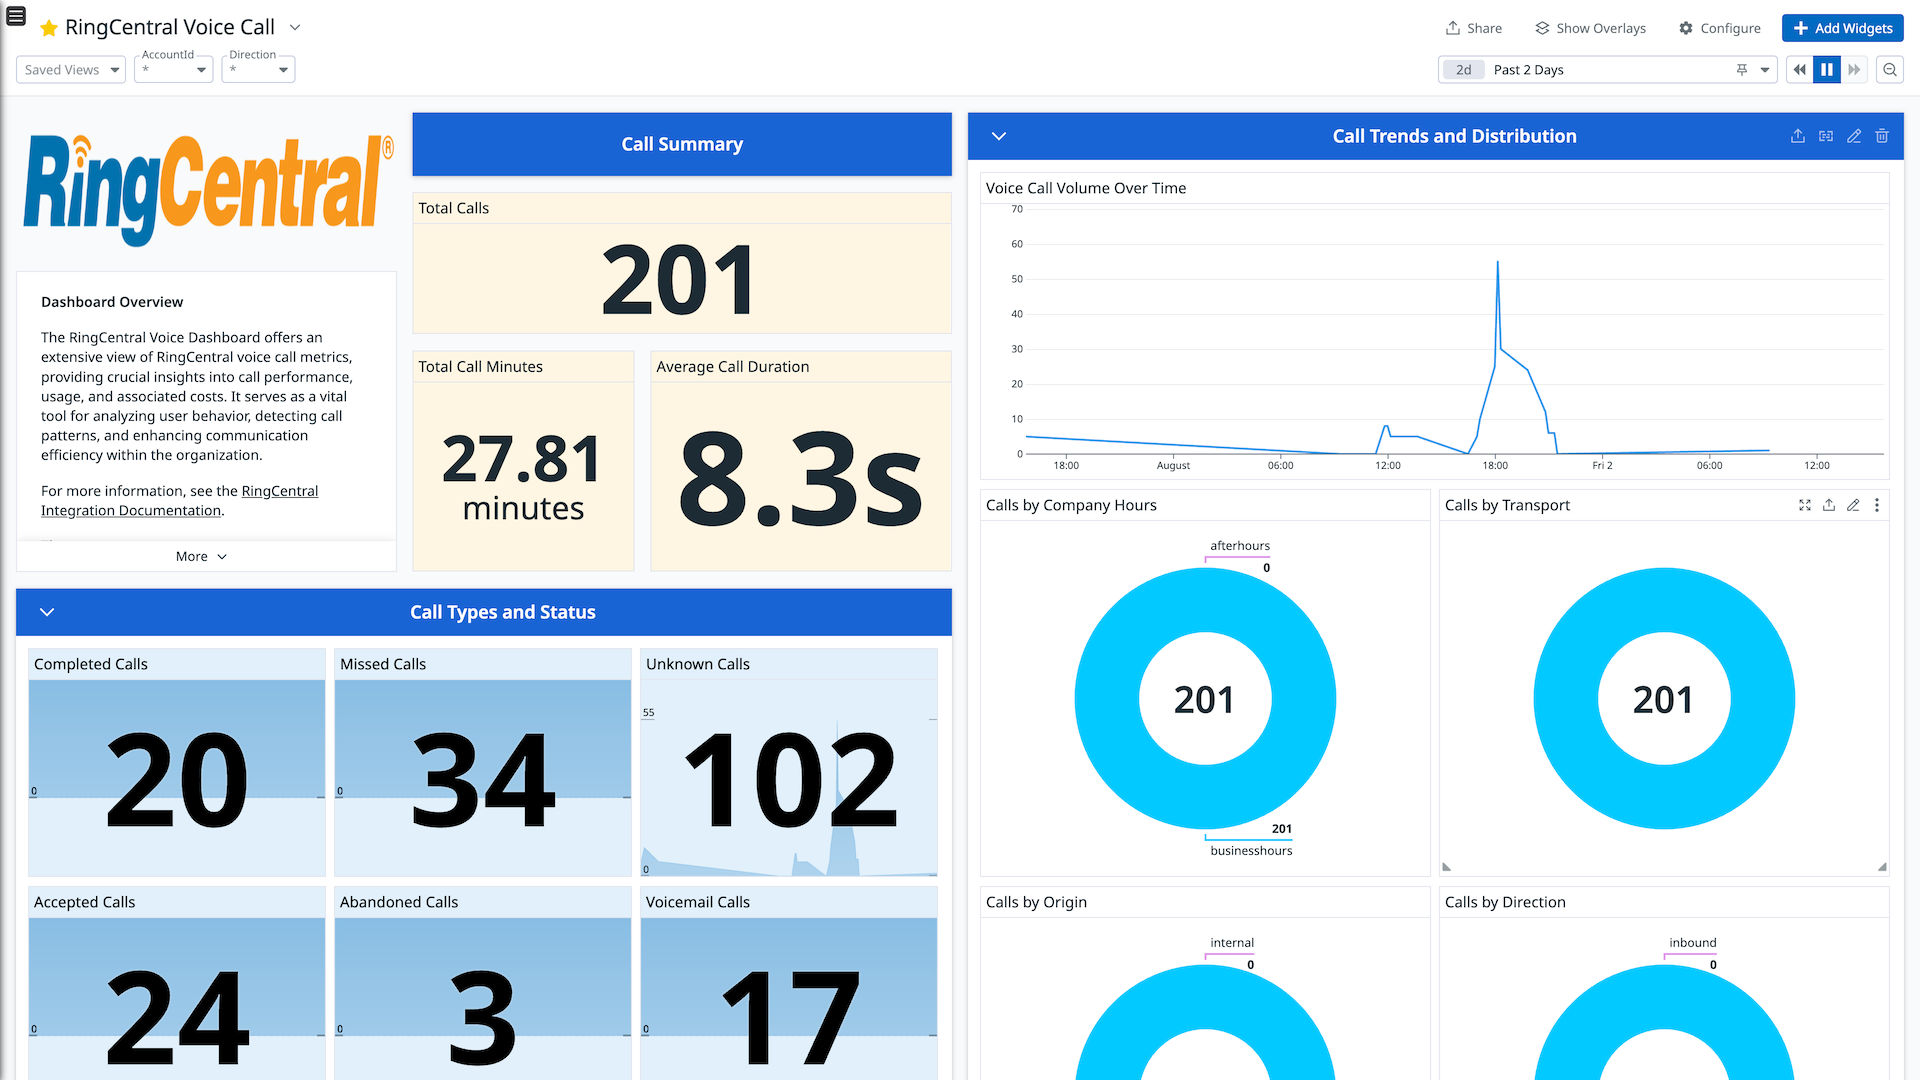 RingCentral Voice Call
Share
Show Overlays
Configure
Add Widgets
Saved Views
AccountId
*
Direction
*
2d
Past 2 Days
RingCentral®
Dashboard Overview
The RingCentral Voice Dashboard offers an
extensive view of RingCentral voice call metrics,
providing crucial insights into call performance,
usage, and associated costs. It serves as a vital
tool for analyzing user behavior, detecting call
patterns, and enhancing communication
efficiency within the organization.
For more information, see the RingCentral
Integration Documentation.
More
Call Summary
Total Calls
201
Total Call Minutes
27.81
minutes
Average Call Duration
8.3s
Call Types and Status
Completed Calls
0
20
Missed Calls
0
34
Unknown Calls
55
102
0
Accepted Calls
0
24
Abandoned Calls
0
3
Voicemail Calls
0
17
Call Trends and Distribution
Voice Call Volume Over Time
70
60
50
40
30
20
10
0
18:00
August
06:00
12:00
18:00
Fri 2
06:00
12:00
Calls by Company Hours
afterhours
0
201
201
businesshours
Calls by Transport
201
Calls by Origin
internal
0
Calls by Direction
inbound
0